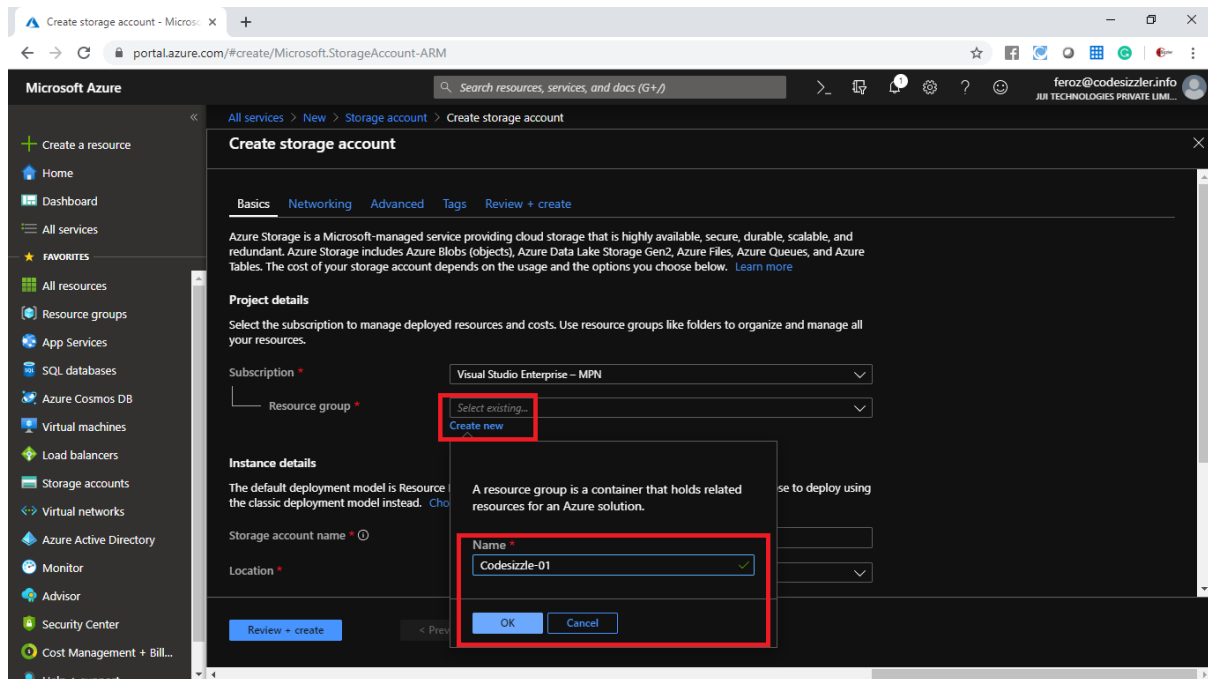 Create storage account - Micros
portal.azure.com/#create/Microsoft.StorageAccount-ARM
Microsoft Azure
Search resources, services, and docs (G+/)
1
feroz@codesizzler.info
JIJI TECHNOLOGIES PRIVATE LIMI...
All services > New > Storage account > Create storage account
Create storage account
Create a resource
Home
Dashboard
All services
FAVORITES
All resources
Resource groups
App Services
SQL databases
Azure Cosmos DB
Virtual machines
Load balancers
Storage accounts
Virtual networks
Azure Active Directory
Monitor
Advisor
Security Center
Cost Management + Bill...
Help + support
Basics Networking Advanced Tags Review + create
Azure Storage is a Microsoft-managed service providing cloud storage that is highly available, secure, durable, scalable, and
redundant. Azure Storage includes Azure Blobs (objects), Azure Data Lake Storage Gen2, Azure Files, Azure Queues, and Azure
Tables. The cost of your storage account depends on the usage and the options you choose below. Learn more
Project details
Select the subscription to manage deployed resources and costs. Use resource groups like folders to organize and manage all
your resources.
Subscription *
Visual Studio Enterprise – MPN
Resource group *
Select existing...
Create new
Instance details
The default deployment model is Resource se to deploy using
the classic deployment model instead. Cho
Storage account name *
Location *
A resource group is a container that holds related
resources for an Azure solution.
Name *
Codesizzle-01
OK Cancel
Review + create
< Prev